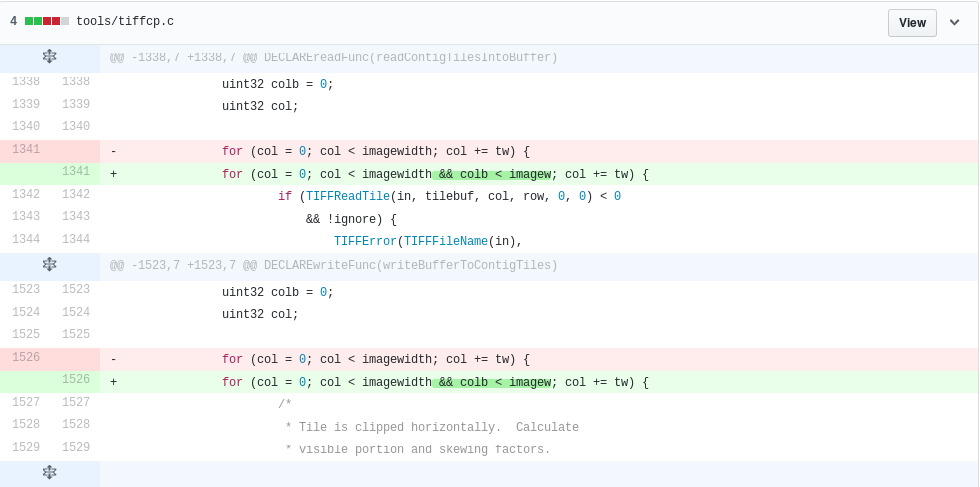 4 tools/tiffcp.c View
@@ -1338,7 +1338,7 @@ DECLAREreadFunc(readContigTilesIntoBuffer)
1338 1338 uint32 colb = 0;
1339 1339 uint32 col;
1340 1340
1341 - for (col = 0; col < imagewidth; col += tw) {
1341 + for (col = 0; col < imagewidth && colb < imagew; col += tw) {
1342 1342 if (TIFFReadTile(in, tilebuf, col, row, 0, 0) < 0
1343 1343 && !ignore) {
1344 1344 TIFFError(TIFFFileName(in),
@@ -1523,7 +1523,7 @@ DECLAREwriteFunc(writeBufferToContigTiles)
1523 1523 uint32 colb = 0;
1524 1524 uint32 col;
1525 1525
1526 - for (col = 0; col < imagewidth; col += tw) {
1526 + for (col = 0; col < imagewidth && colb < imagew; col += tw) {
1527 1527 /*
1528 1528 * Tile is clipped horizontally.  Calculate
1529 1529 * visible portion and skewing factors.